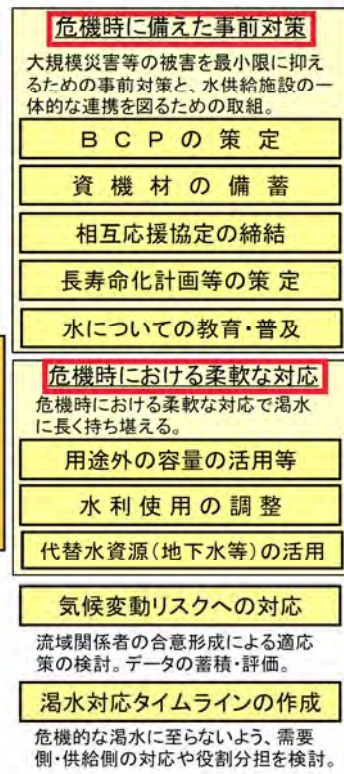 危機時に備えた事前対策
大規模災害等の被害を最小限に抑え
るための事前対策と、水供給施設の一
体的な連携を図るための取組。
ＢＣＰの策定
資機材の備蓄
相互応援協定の締結
長寿命化計画等の策定
水についての教育・普及
危機時における柔軟な対応
危機時における柔軟な対応で渇水
に長く持ち堪える。
用途外の容量の活用等
水利使用の調整
代替水資源（地下水等）の活用
気候変動リスクへの対応
流域関係者の合意形成による適応
策の検討。データの蓄積・評価。
渇水対応タイムラインの作成
危機的な渇水に至らないよう、需要
側・供給側の対応や役割分担を検討。